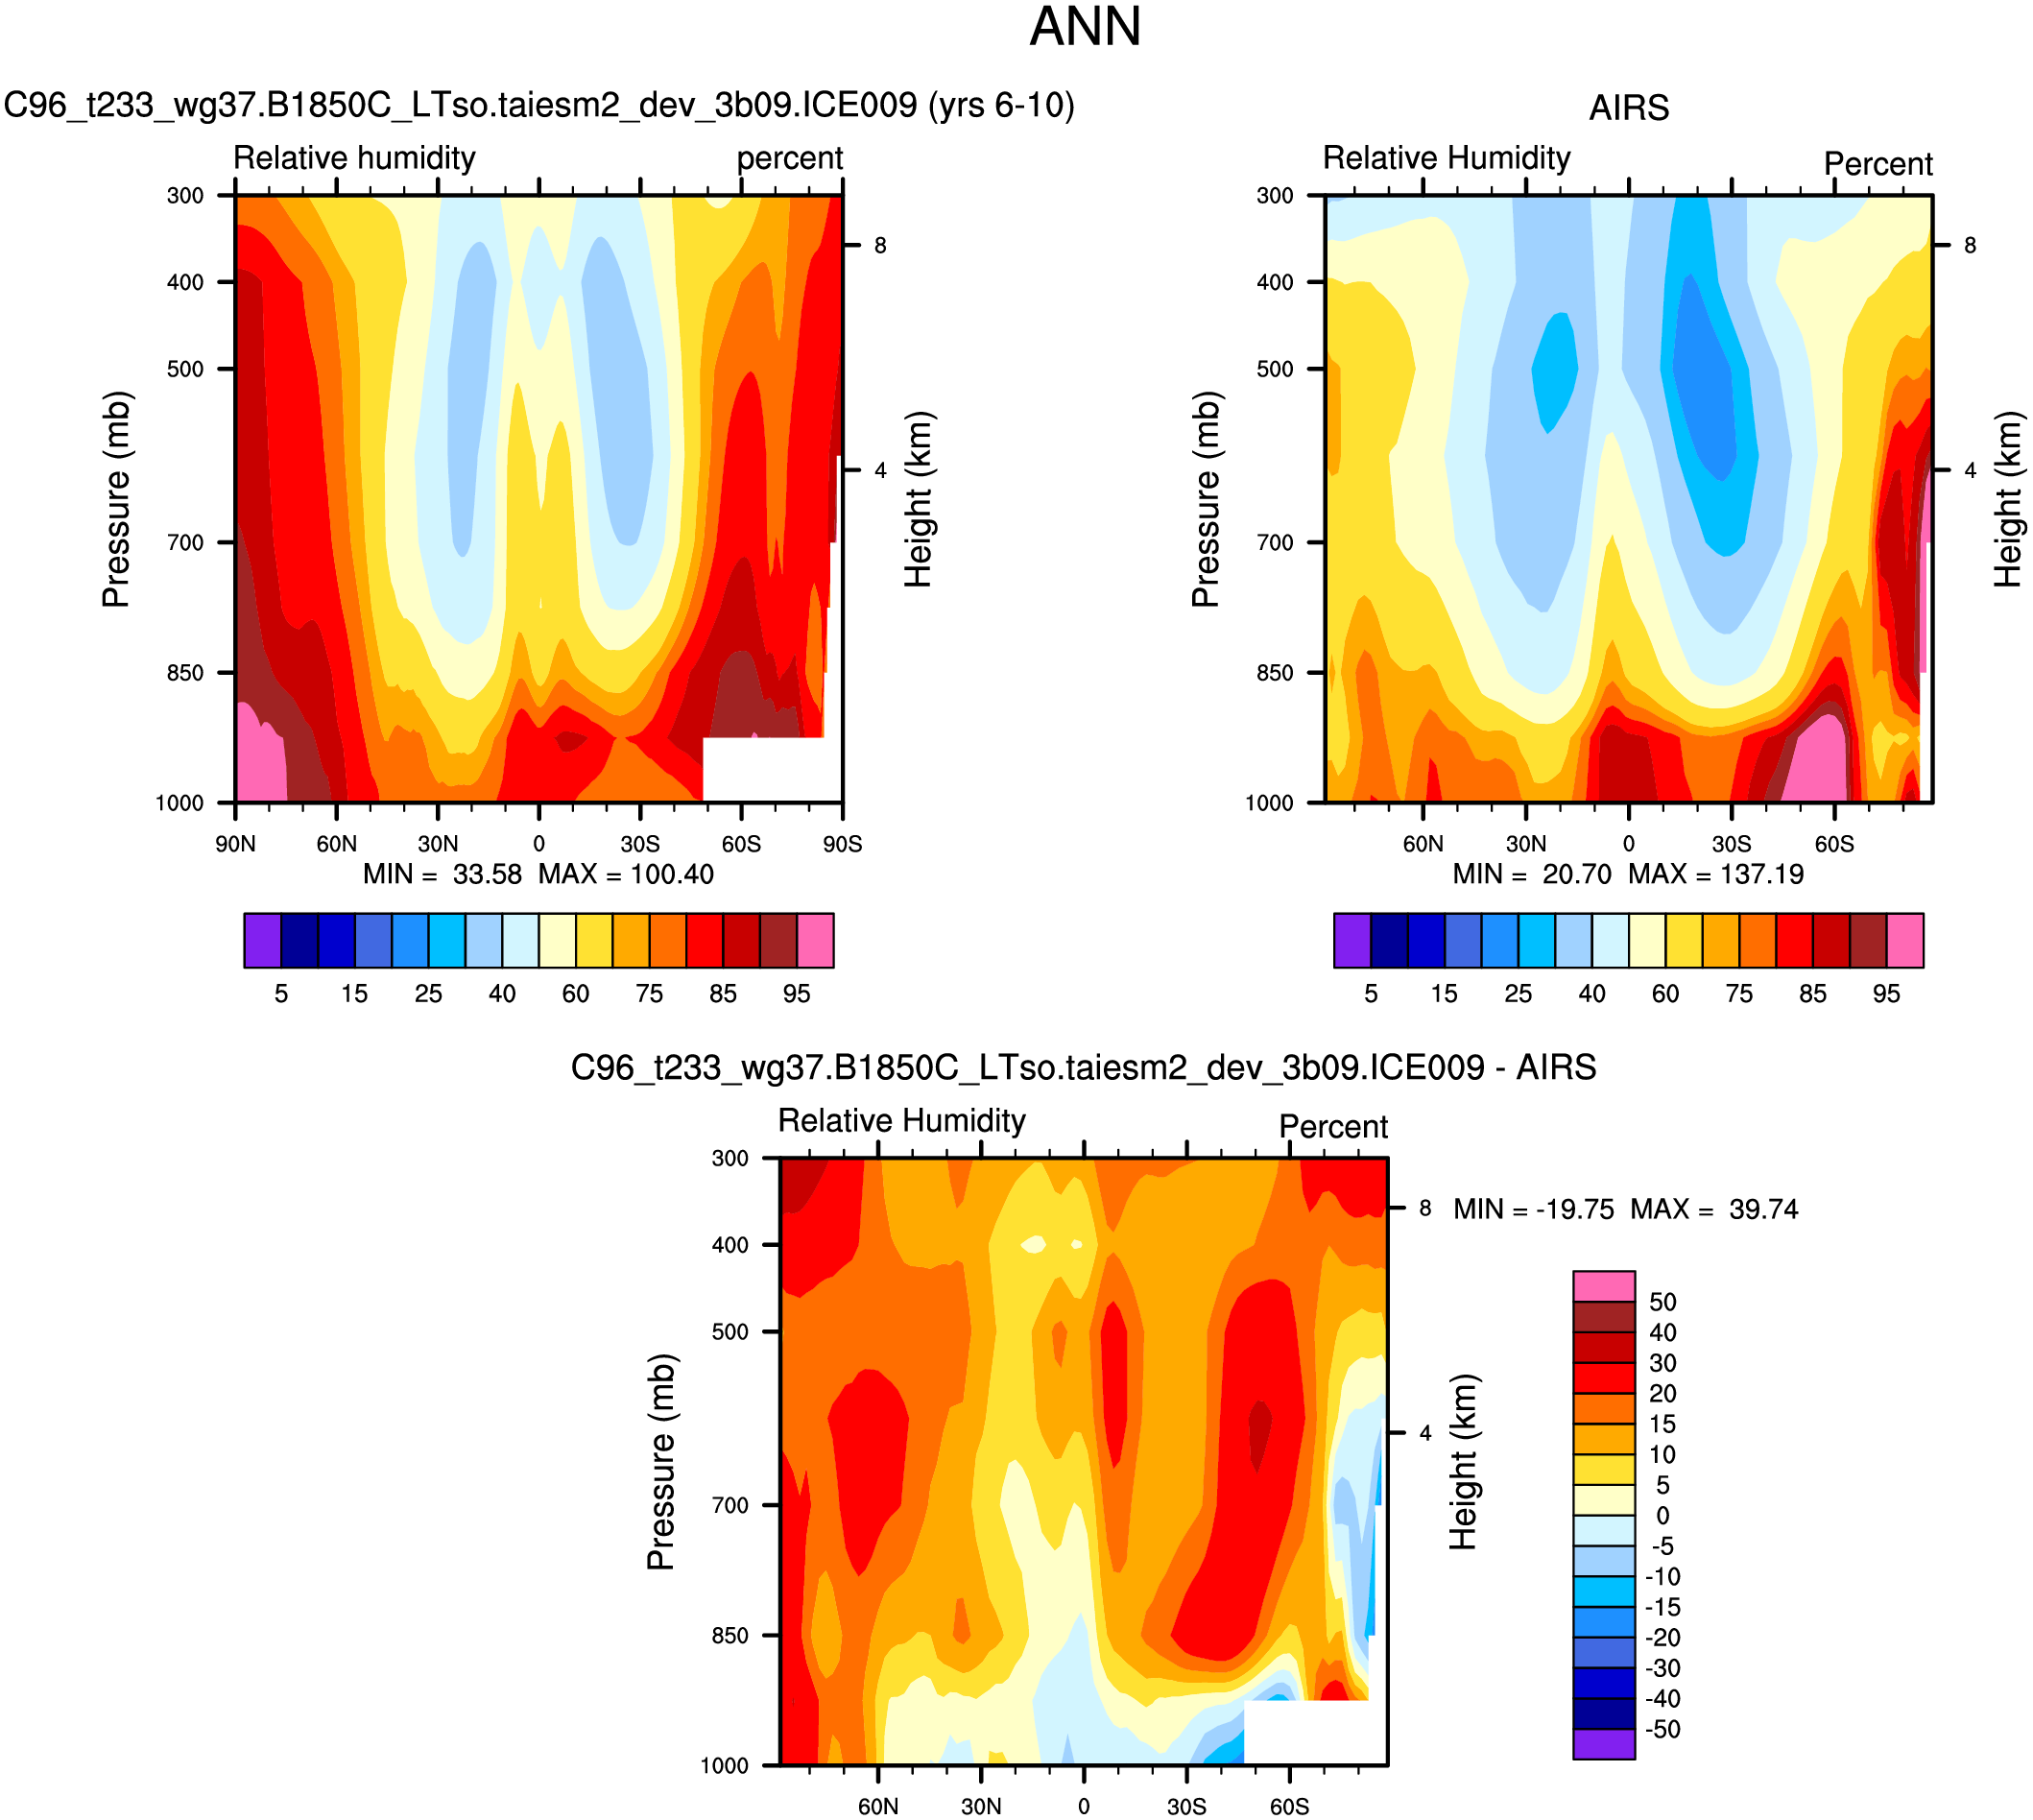 ANN
C96_t233_wg37.B1850C_LTso.taiesm2_dev_3b09.ICE009 (yrs 6-10)
Relative humidity percent
300
400
500
700
850
1000
Pressure (mb)
8
4
Height (km)
90N 60N 30N 0 30S 60S 90S
MIN = 33.58 MAX = 100.40
5 15 25 40 60 75 85 95
AIRS
Relative Humidity Percent
300
400
500
700
850
1000
Pressure (mb)
8
4
Height (km)
60N 30N 0 30S 60S
MIN = 20.70 MAX = 137.19
5 15 25 40 60 75 85 95
C96_t233_wg37.B1850C_LTso.taiesm2_dev_3b09.ICE009 - AIRS
Relative Humidity Percent
300
400
500
700
850
1000
Pressure (mb)
8
4
Height (km)
60N 30N 0 30S 60S
MIN = -19.75 MAX = 39.74
50
40
30
20
15
10
5
0
-5
-10
-15
-20
-30
-40
-50